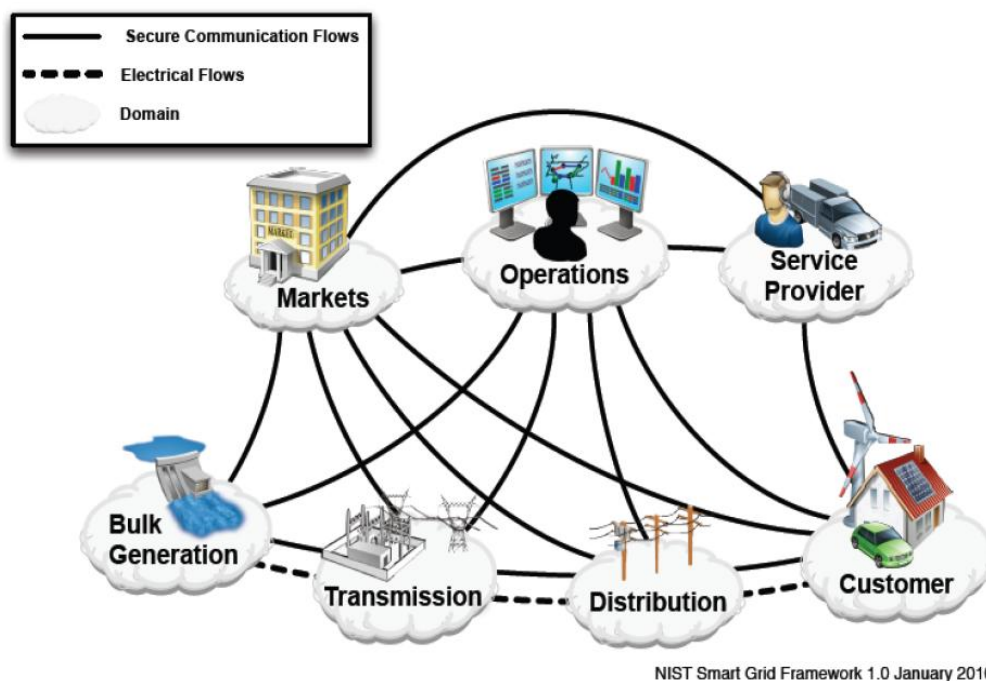 Secure Communication Flows
Electrical Flows
Domain
MARKET
Markets
Operations
Service
Provider
Bulk
Generation
Transmission
Distribution
Customer
NIST Smart Grid Framework 1.0 January 2010